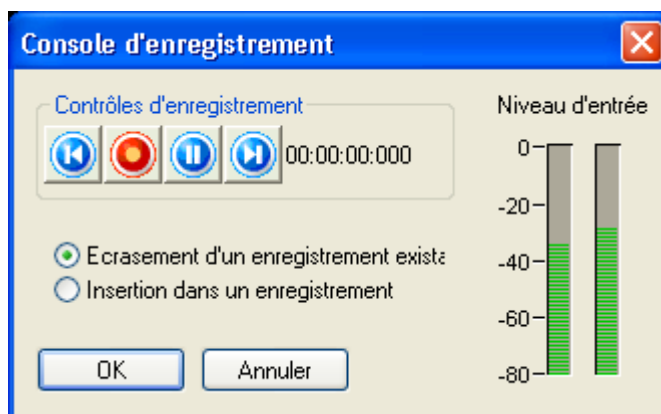 Console d'enregistrement
Contrôles d'enregistrement
00:00:00:000
Niveau d'entrée
0
-20
-40
-60
-80
Ecrasement d'un enregistrement exista
Insertion dans un enregistrement
OK
Annuler